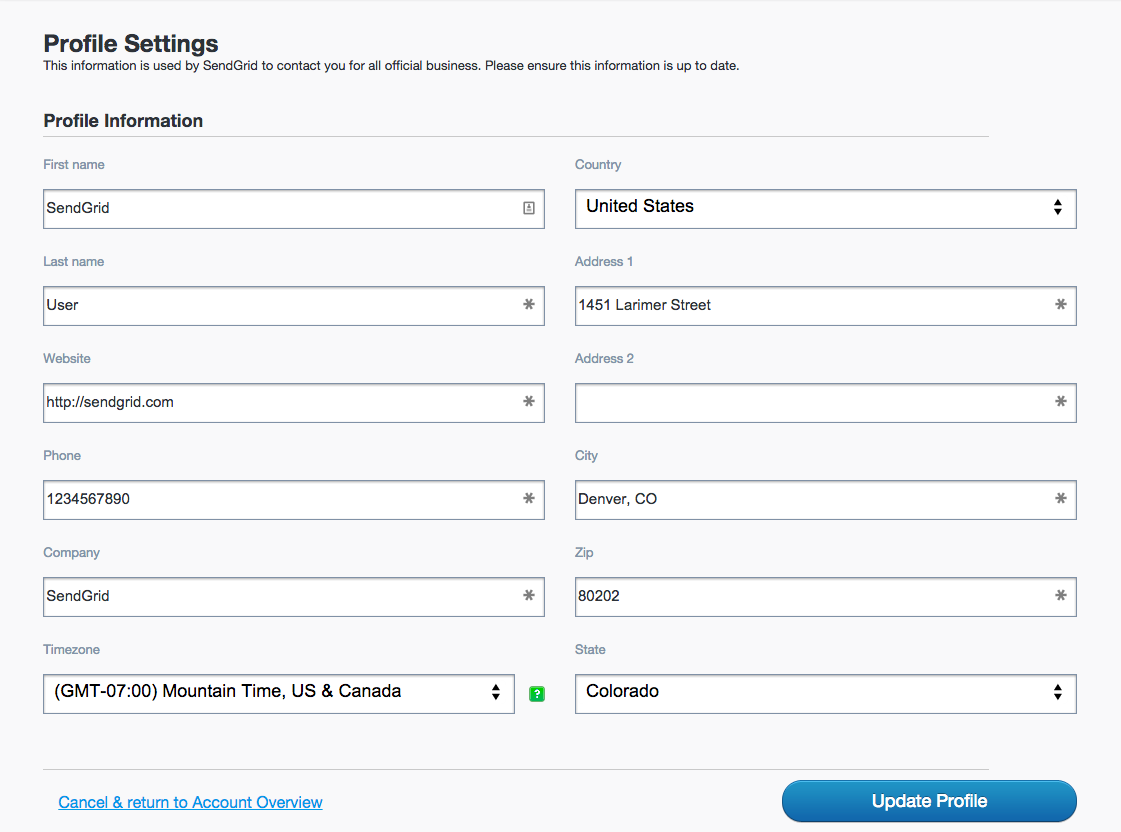 Profile Settings
This information is used by SendGrid to contact you for all official business. Please ensure this information is up to date.
Profile Information
First name
SendGrid
Country
United States
Last name
User
Address 1
1451 Larimer Street
Website
http://sendgrid.com
Address 2
Phone
1234567890
City
Denver, CO
Company
SendGrid
Zip
80202
Timezone
(GMT-07:00) Mountain Time, US & Canada
?
State
Colorado
Cancel & return to Account Overview
Update Profile